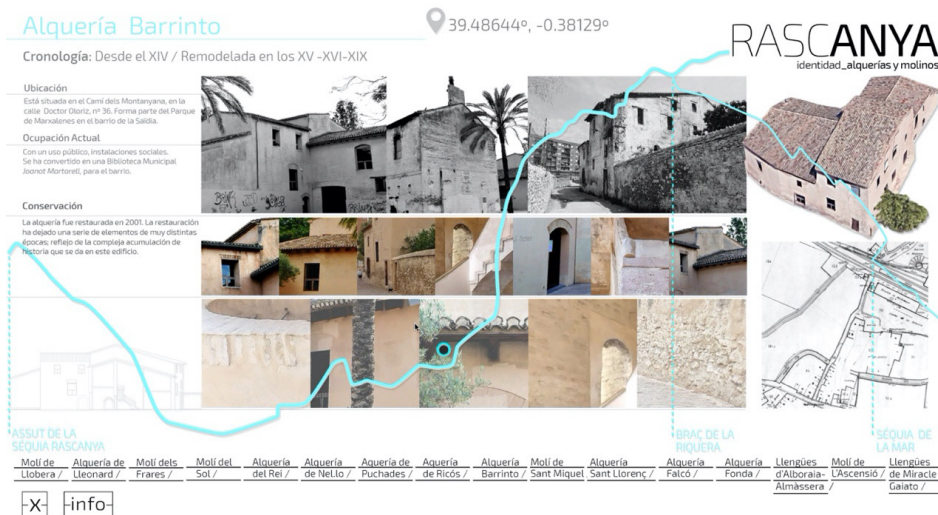 Alquería Barrinto
39.48644º, -0.38129º
RASCANYA
identidad_alquerías y molinos
Cronología: Desde el XIV / Remodelada en los XV -XVI-XIX
Ubicación
Está situada en el Camí dels Montanyana, en la
calle Doctor Oloriz, nº 36. Forma parte del Parque
de Marxalenes en el barrio de la Saïdia.
Ocupación Actual
Con un uso público, instalaciones sociales.
Se ha convertido en una Biblioteca Municipal
Joanot Martorell, para el barrio.
Conservación
La alquería fue restaurada en 2001. La restauración
ha dejado una serie de elementos de muy distintas
épocas; reflejo de la compleja acumulación de
historia que se da en este edificio.
ASSUT DE LA
SÉQUIA RASCANYA
BRAÇ DE LA
RIQUERA
SÉQUIA DE
LA MAR
Molí de
Llobera /
Alquería de
Lleonard /
Molí dels
Frares /
Molí del
Sol /
Alquería
del Rei /
Alquería
de Nel.lo /
Aquería de
Puchades /
Aquería
de Ricós /
Alquería
Barrinto /
Molí de
Sant Miquel
Alquería
Sant Llorenç /
Alquería
Falcó /
Alquería
Fonda /
Llengües
d'Alboraia-
Almàssera /
Molí de
L'Ascensió /
Llengües
de Miracle
Gaiato /
-X-
-info-